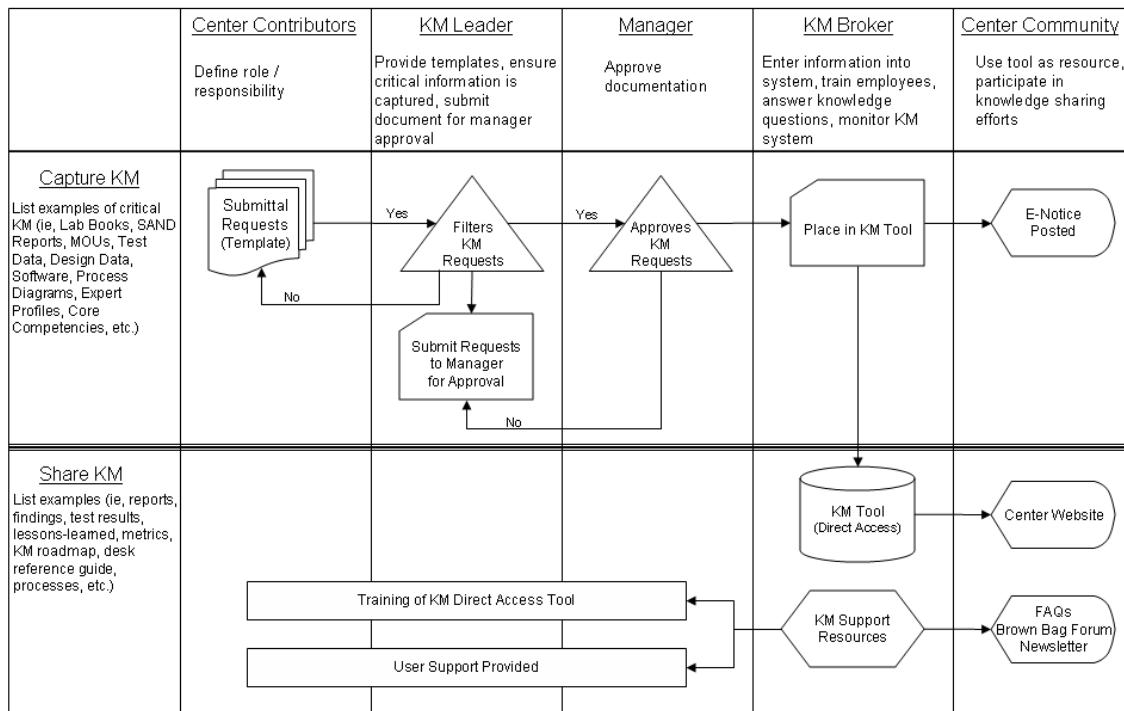 Center Contributors
KM Leader
Manager
KM Broker
Center Community
Define role /
responsibility
Provide templates, ensure
critical information is
captured, submit
document for manager
approval
Approve
documentation
Enter information into
system, train employees,
answer knowledge
questions, monitor KM
system
Use tool as resource,
participate in
knowledge sharing
efforts
Capture KM
List examples of critical
KM (ie, Lab Books, SAND
Reports, MOUs, Test
Data, Design Data,
Software, Process
Diagrams, Expert
Profiles, Core
Competencies, etc.)
Submittal
Requests
(Template)
Yes
Filters
KM
Requests
Yes
Approves
KM
Requests
Place in KM Tool
E-Notice
Posted
No
Submit Requests
to Manager
for Approval
No
Share KM
List examples (ie, reports,
findings, test results,
lessons-learned, metrics,
KM roadmap, desk
reference guide,
processes, etc.)
KM Tool
(Direct Access)
Center Website
Training of KM Direct Access Tool
KM Support
Resources
FAQs
Brown Bag Forum
Newsletter
User Support Provided